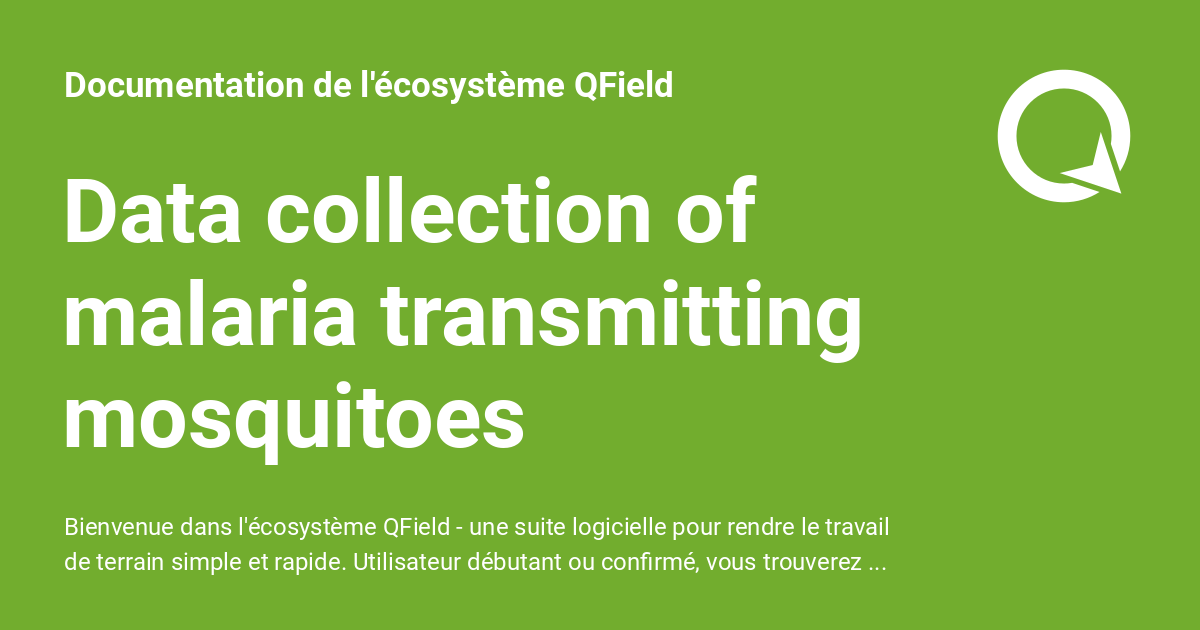 Documentation de l'écosystème QField
Data collection of
malaria transmitting
mosquitoes
Bienvenue dans l'écosystème QField - une suite logicielle pour rendre le travail
de terrain simple et rapide. Utilisateur débutant ou confirmé, vous trouverez ...